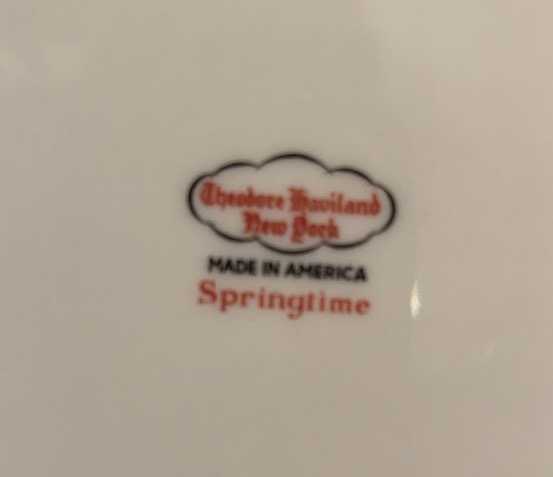 Theodore Haviland
New York
MADE IN AMERICA
Springtime